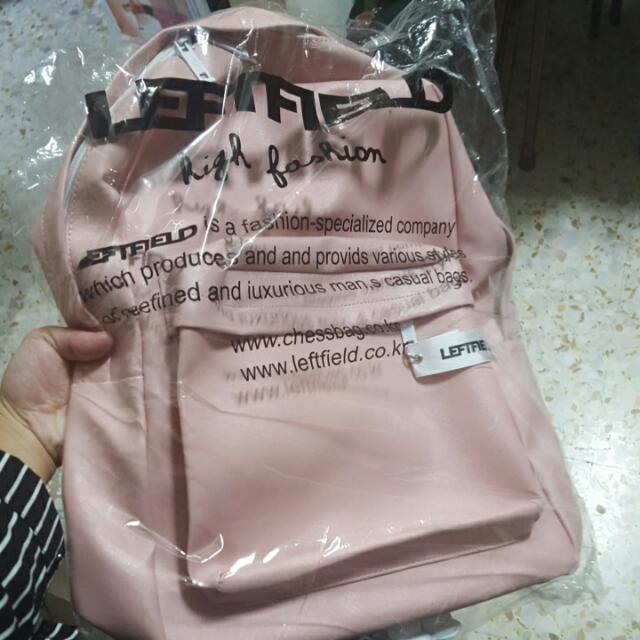 LEFTFIELD
high fashion
LEFTFIELD is a fashion-specialized company
which produces and and provids various styles
of reefined and iuxurious man,s casual bags.
www.chessbag.co.kr
www.leftfield.co.kr
LEFTFIELD